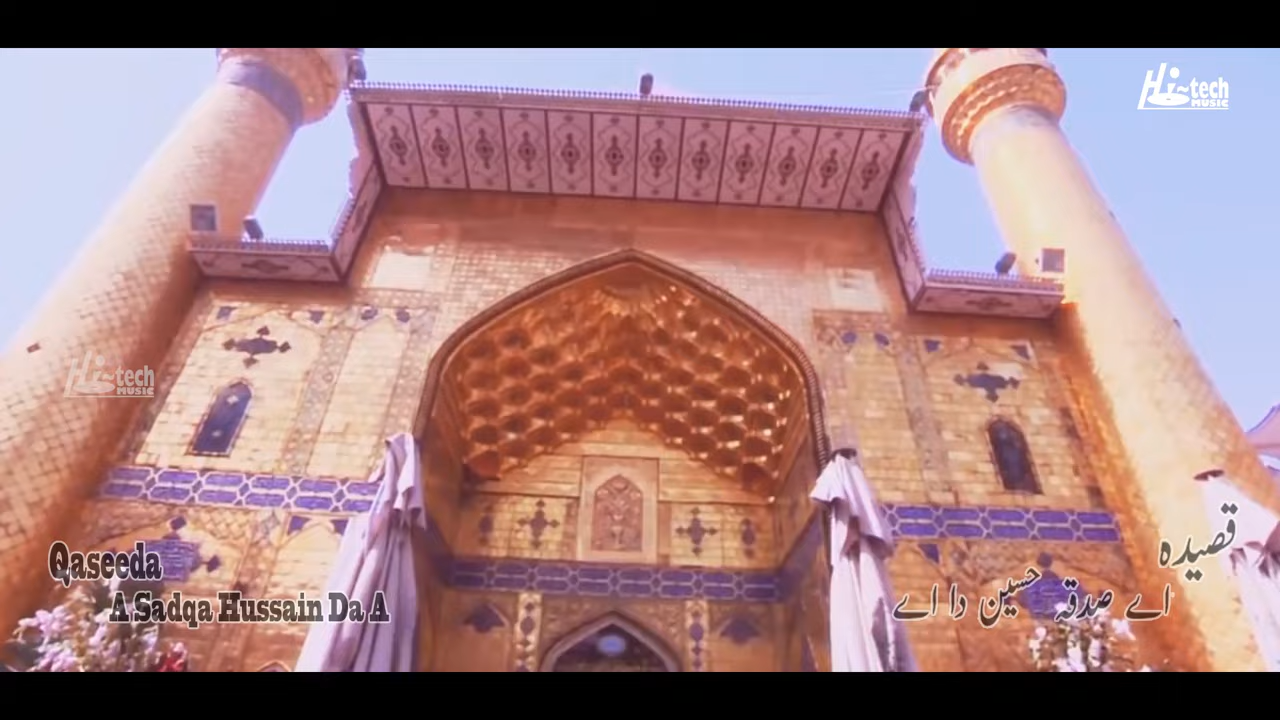 Hi~tech
MUSIC
Hi~tech
MUSIC
Qaseeda
A Sadqa Hussain Da A
قصیدہ
اے صدقہ حسین دا اے